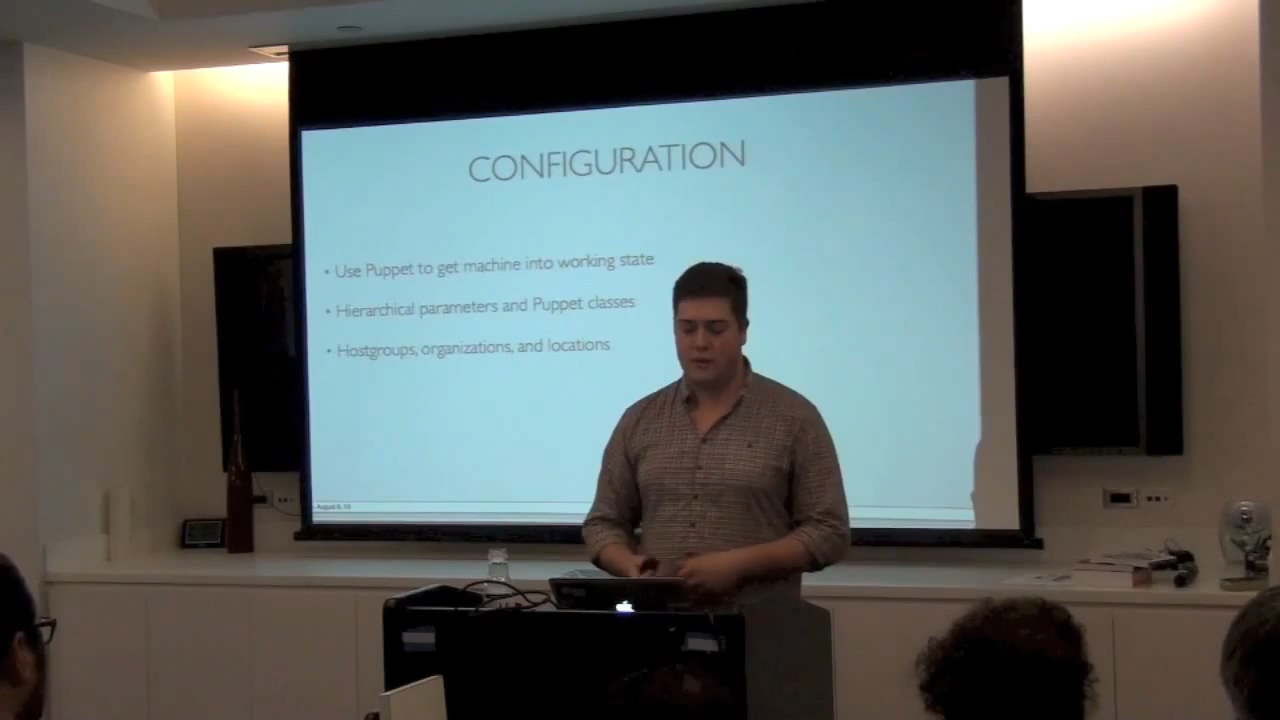 CONFIGURATION
• Use Puppet to get machine into working state
• Hierarchical parameters and Puppet classes
• Hostgroups, organizations, and locations